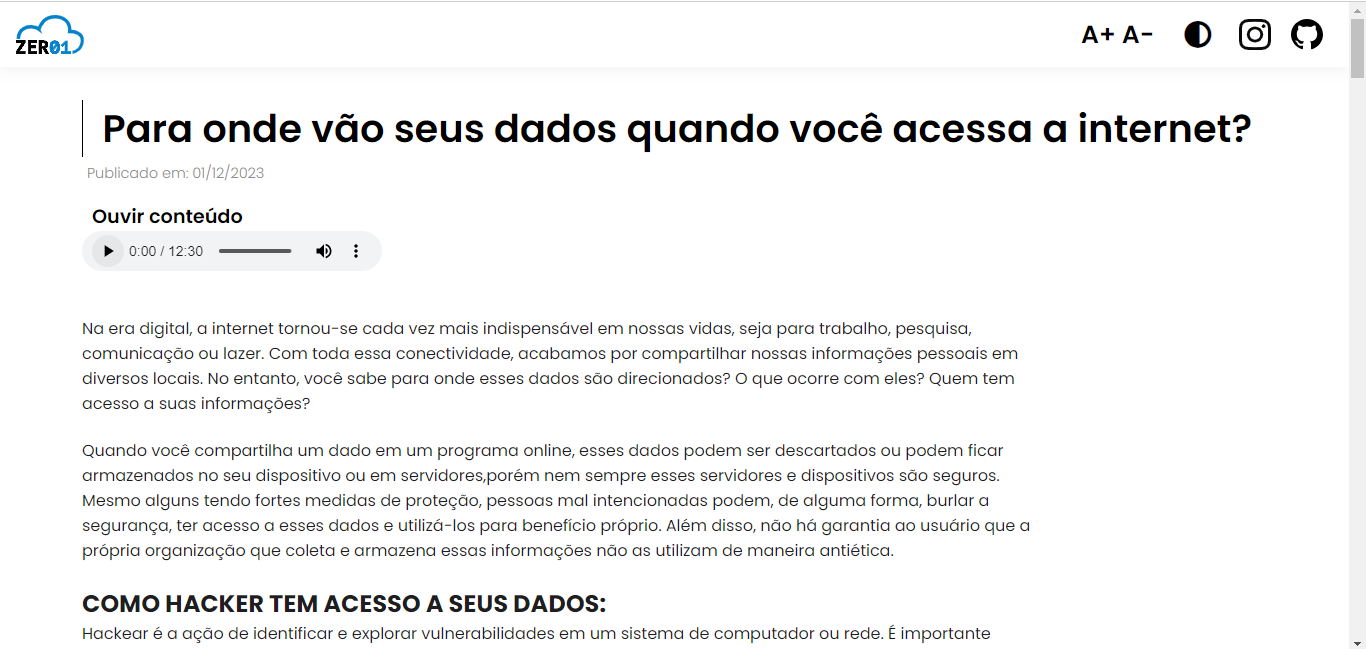 ZER01
A+ A-
Para onde vão seus dados quando você acessa a internet?
Publicado em: 01/12/2023
Ouvir conteúdo
0:00 / 12:30
Na era digital, a internet tornou-se cada vez mais indispensável em nossas vidas, seja para trabalho, pesquisa,
comunicação ou lazer. Com toda essa conectividade, acabamos por compartilhar nossas informações pessoais em
diversos locais. No entanto, você sabe para onde esses dados são direcionados? O que ocorre com eles? Quem tem
acesso a suas informações?
Quando você compartilha um dado em um programa online, esses dados podem ser descartados ou podem ficar
armazenados no seu dispositivo ou em servidores,porém nem sempre esses servidores e dispositivos são seguros.
Mesmo alguns tendo fortes medidas de proteção, pessoas mal intencionadas podem, de alguma forma, burlar a
segurança, ter acesso a esses dados e utilizá-los para benefício próprio. Além disso, não há garantia ao usuário que a
própria organização que coleta e armazena essas informações não as utilizam de maneira antiética.
COMO HACKER TEM ACESSO A SEUS DADOS:
Hackear é a ação de identificar e explorar vulnerabilidades em um sistema de computador ou rede. É importante